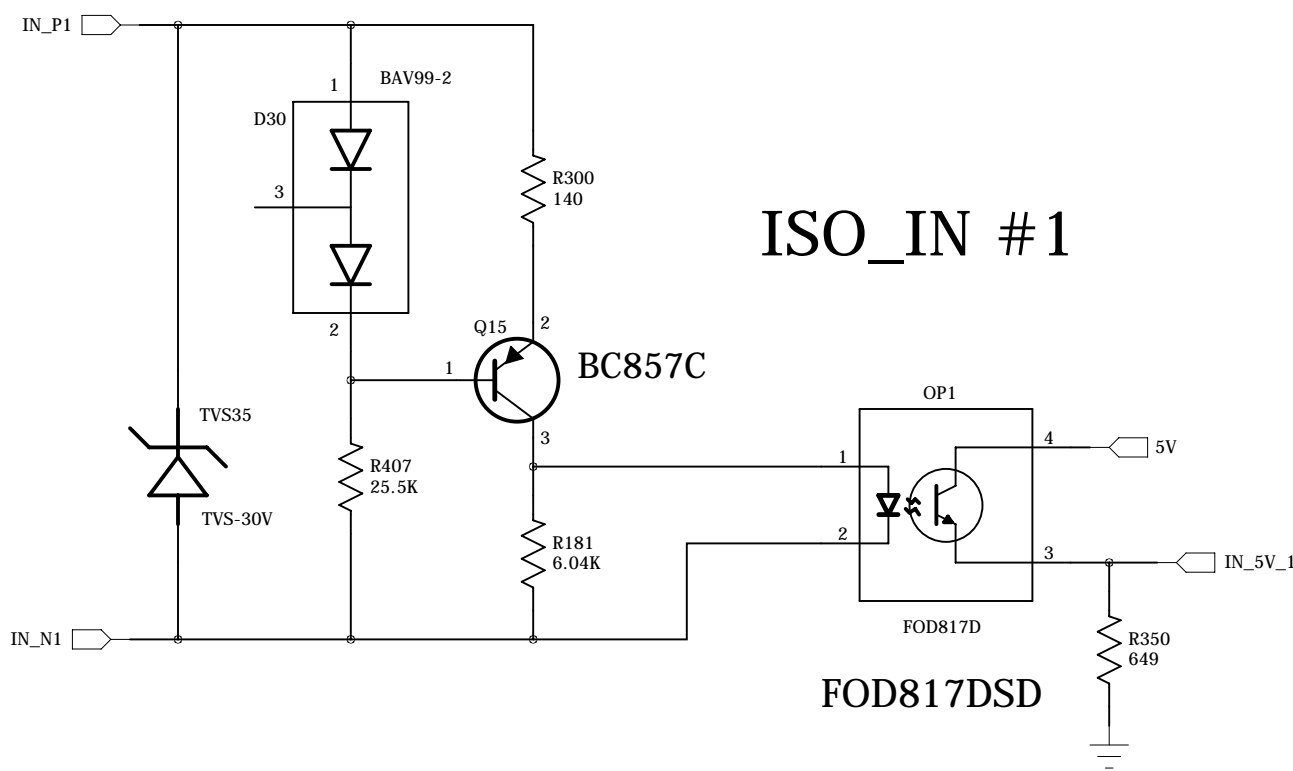 IN_P1
1
BAV99-2
D30
3
2
R300
140
ISO_IN #1
Q15
2
1
BC857C
3
TVS35
TVS-30V
R407
25.5K
R181
6.04K
OP1
1
4
5V
2
3
IN_5V_1
FOD817D
R350
649
IN_N1
FOD817DSD